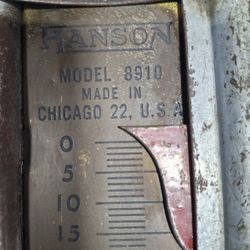 HANSON
MODEL 8910
MADE IN
CHICAGO 22, U.S.A
0
5
10
15